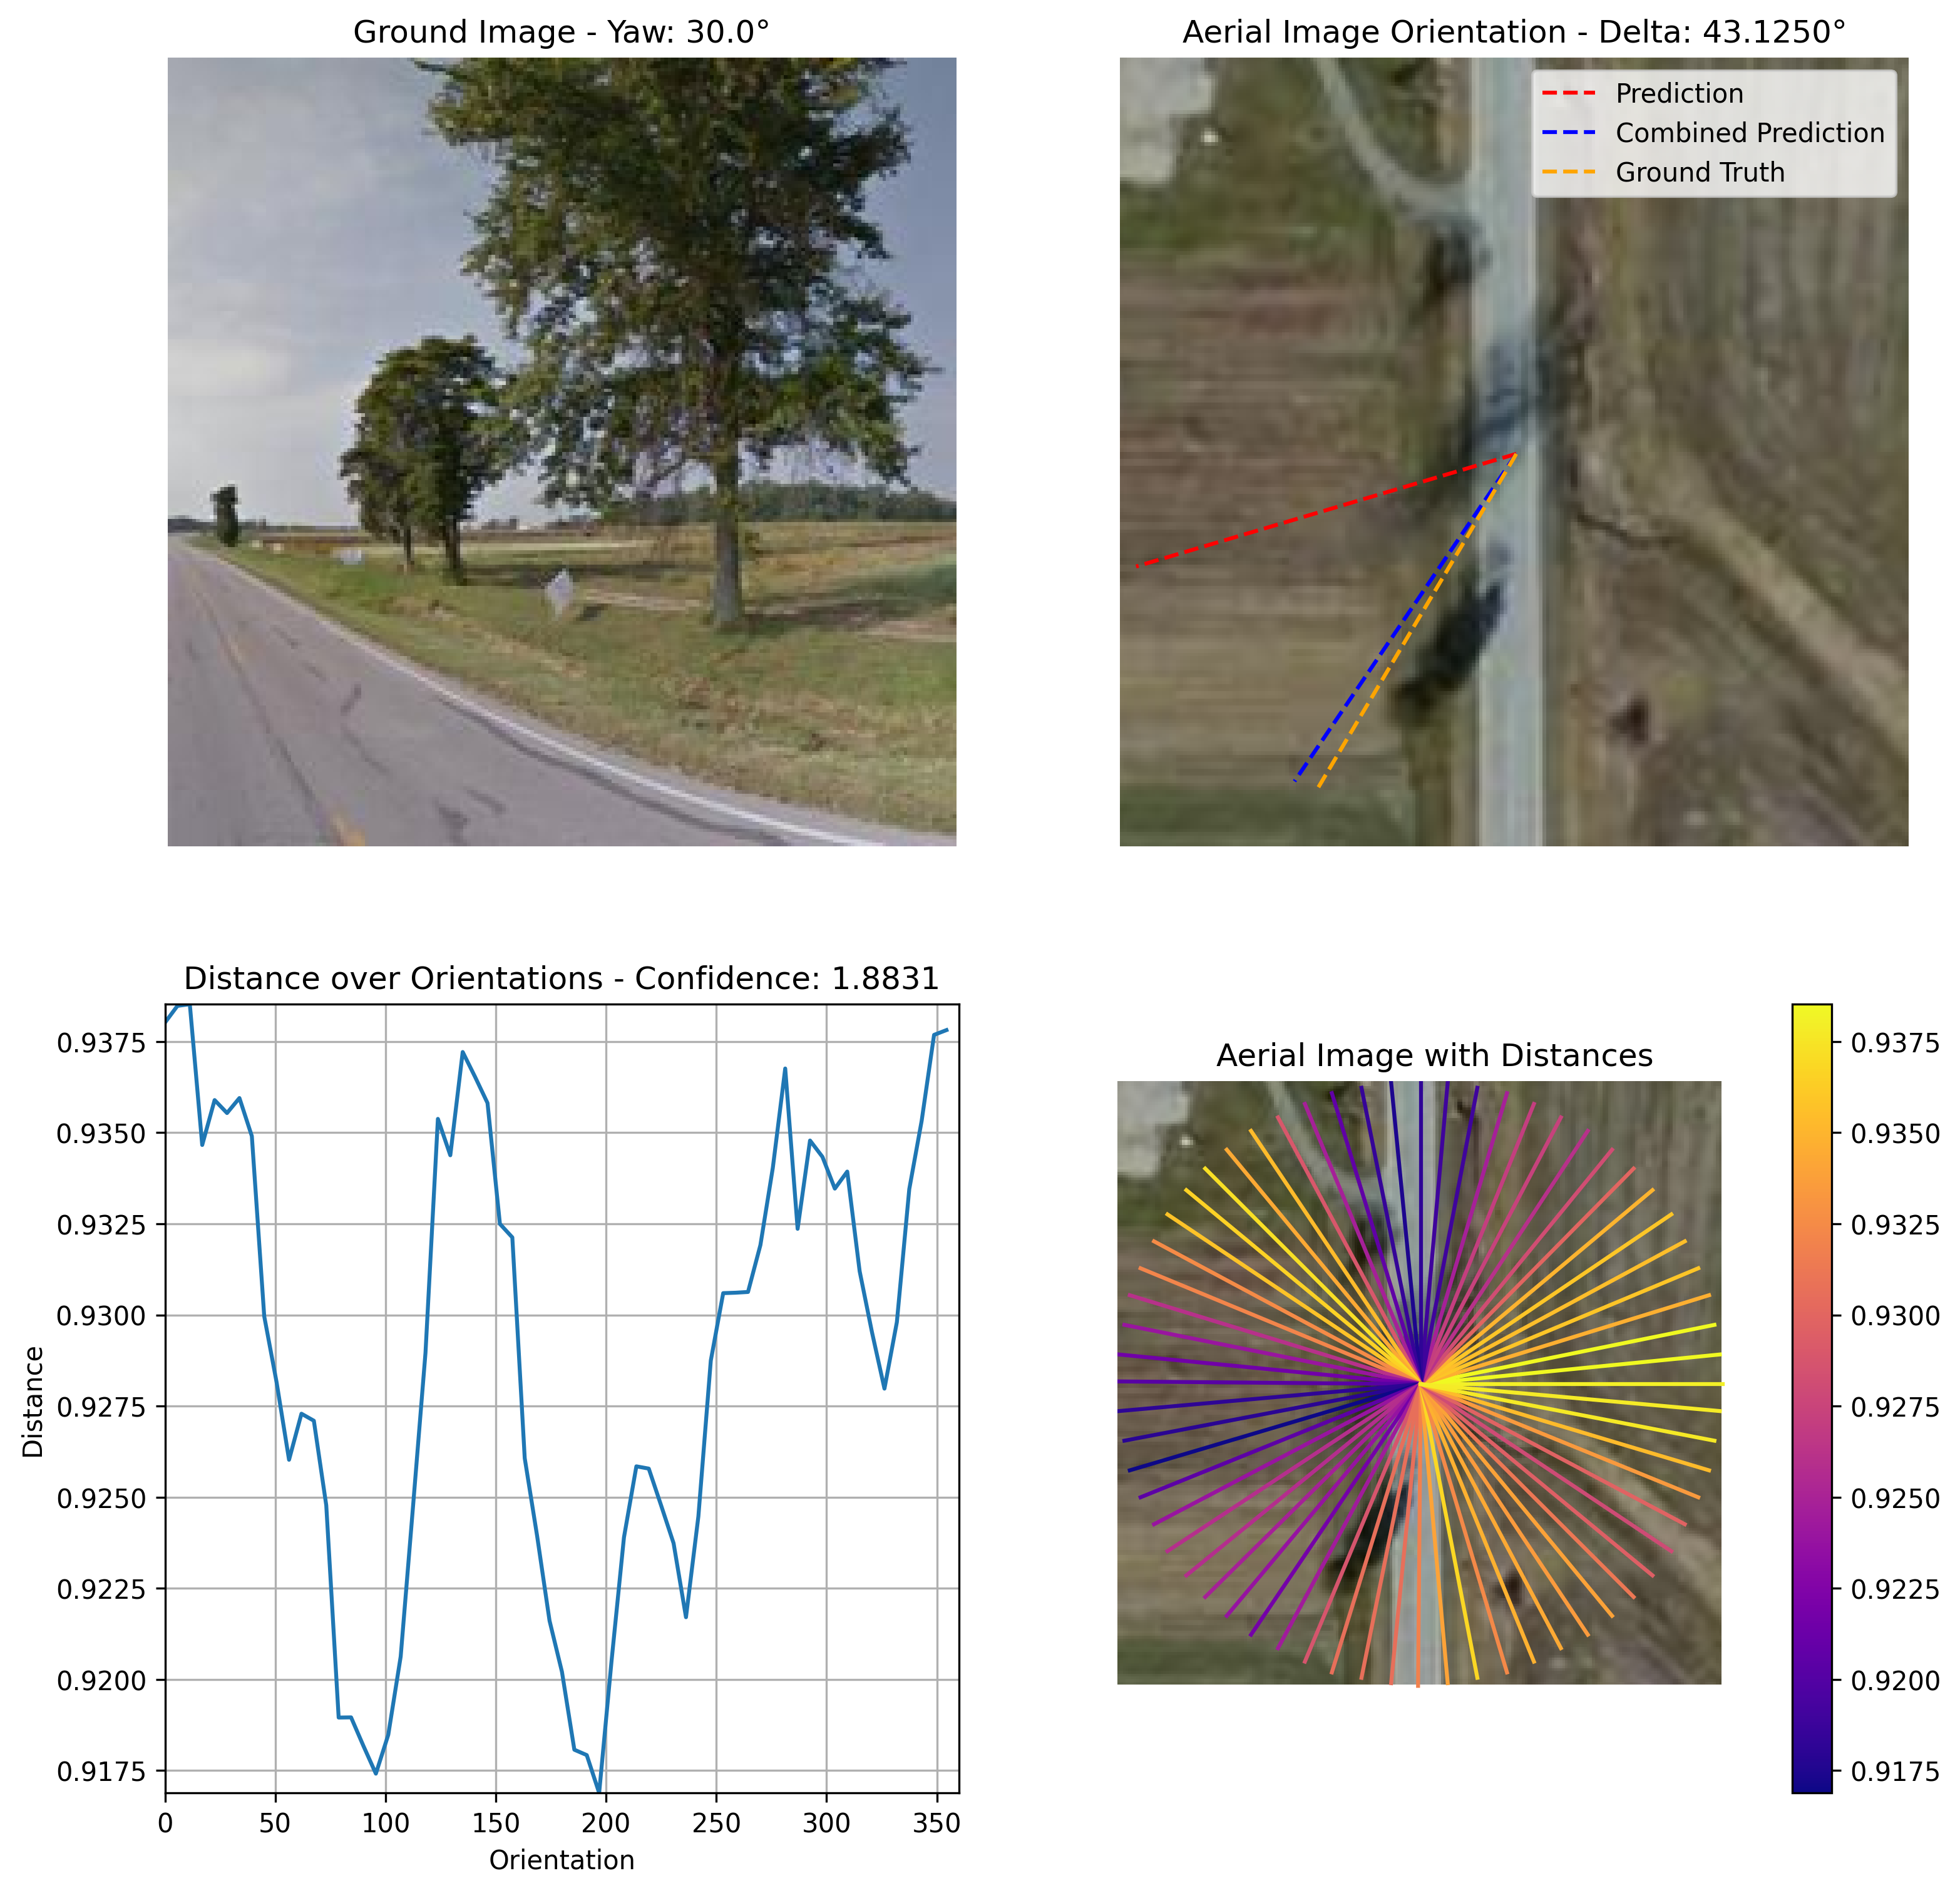 Ground Image - Yaw: 30.0°
Aerial Image Orientation - Delta: 43.1250°
Prediction
Combined Prediction
Ground Truth
Distance over Orientations - Confidence: 1.8831
0.9375
0.9350
0.9325
0.9300
0.9275
0.9250
0.9225
0.9200
0.9175
Distance
0
50
100
150
200
250
300
350
Orientation
Aerial Image with Distances
0.9375
0.9350
0.9325
0.9300
0.9275
0.9250
0.9225
0.9200
0.9175